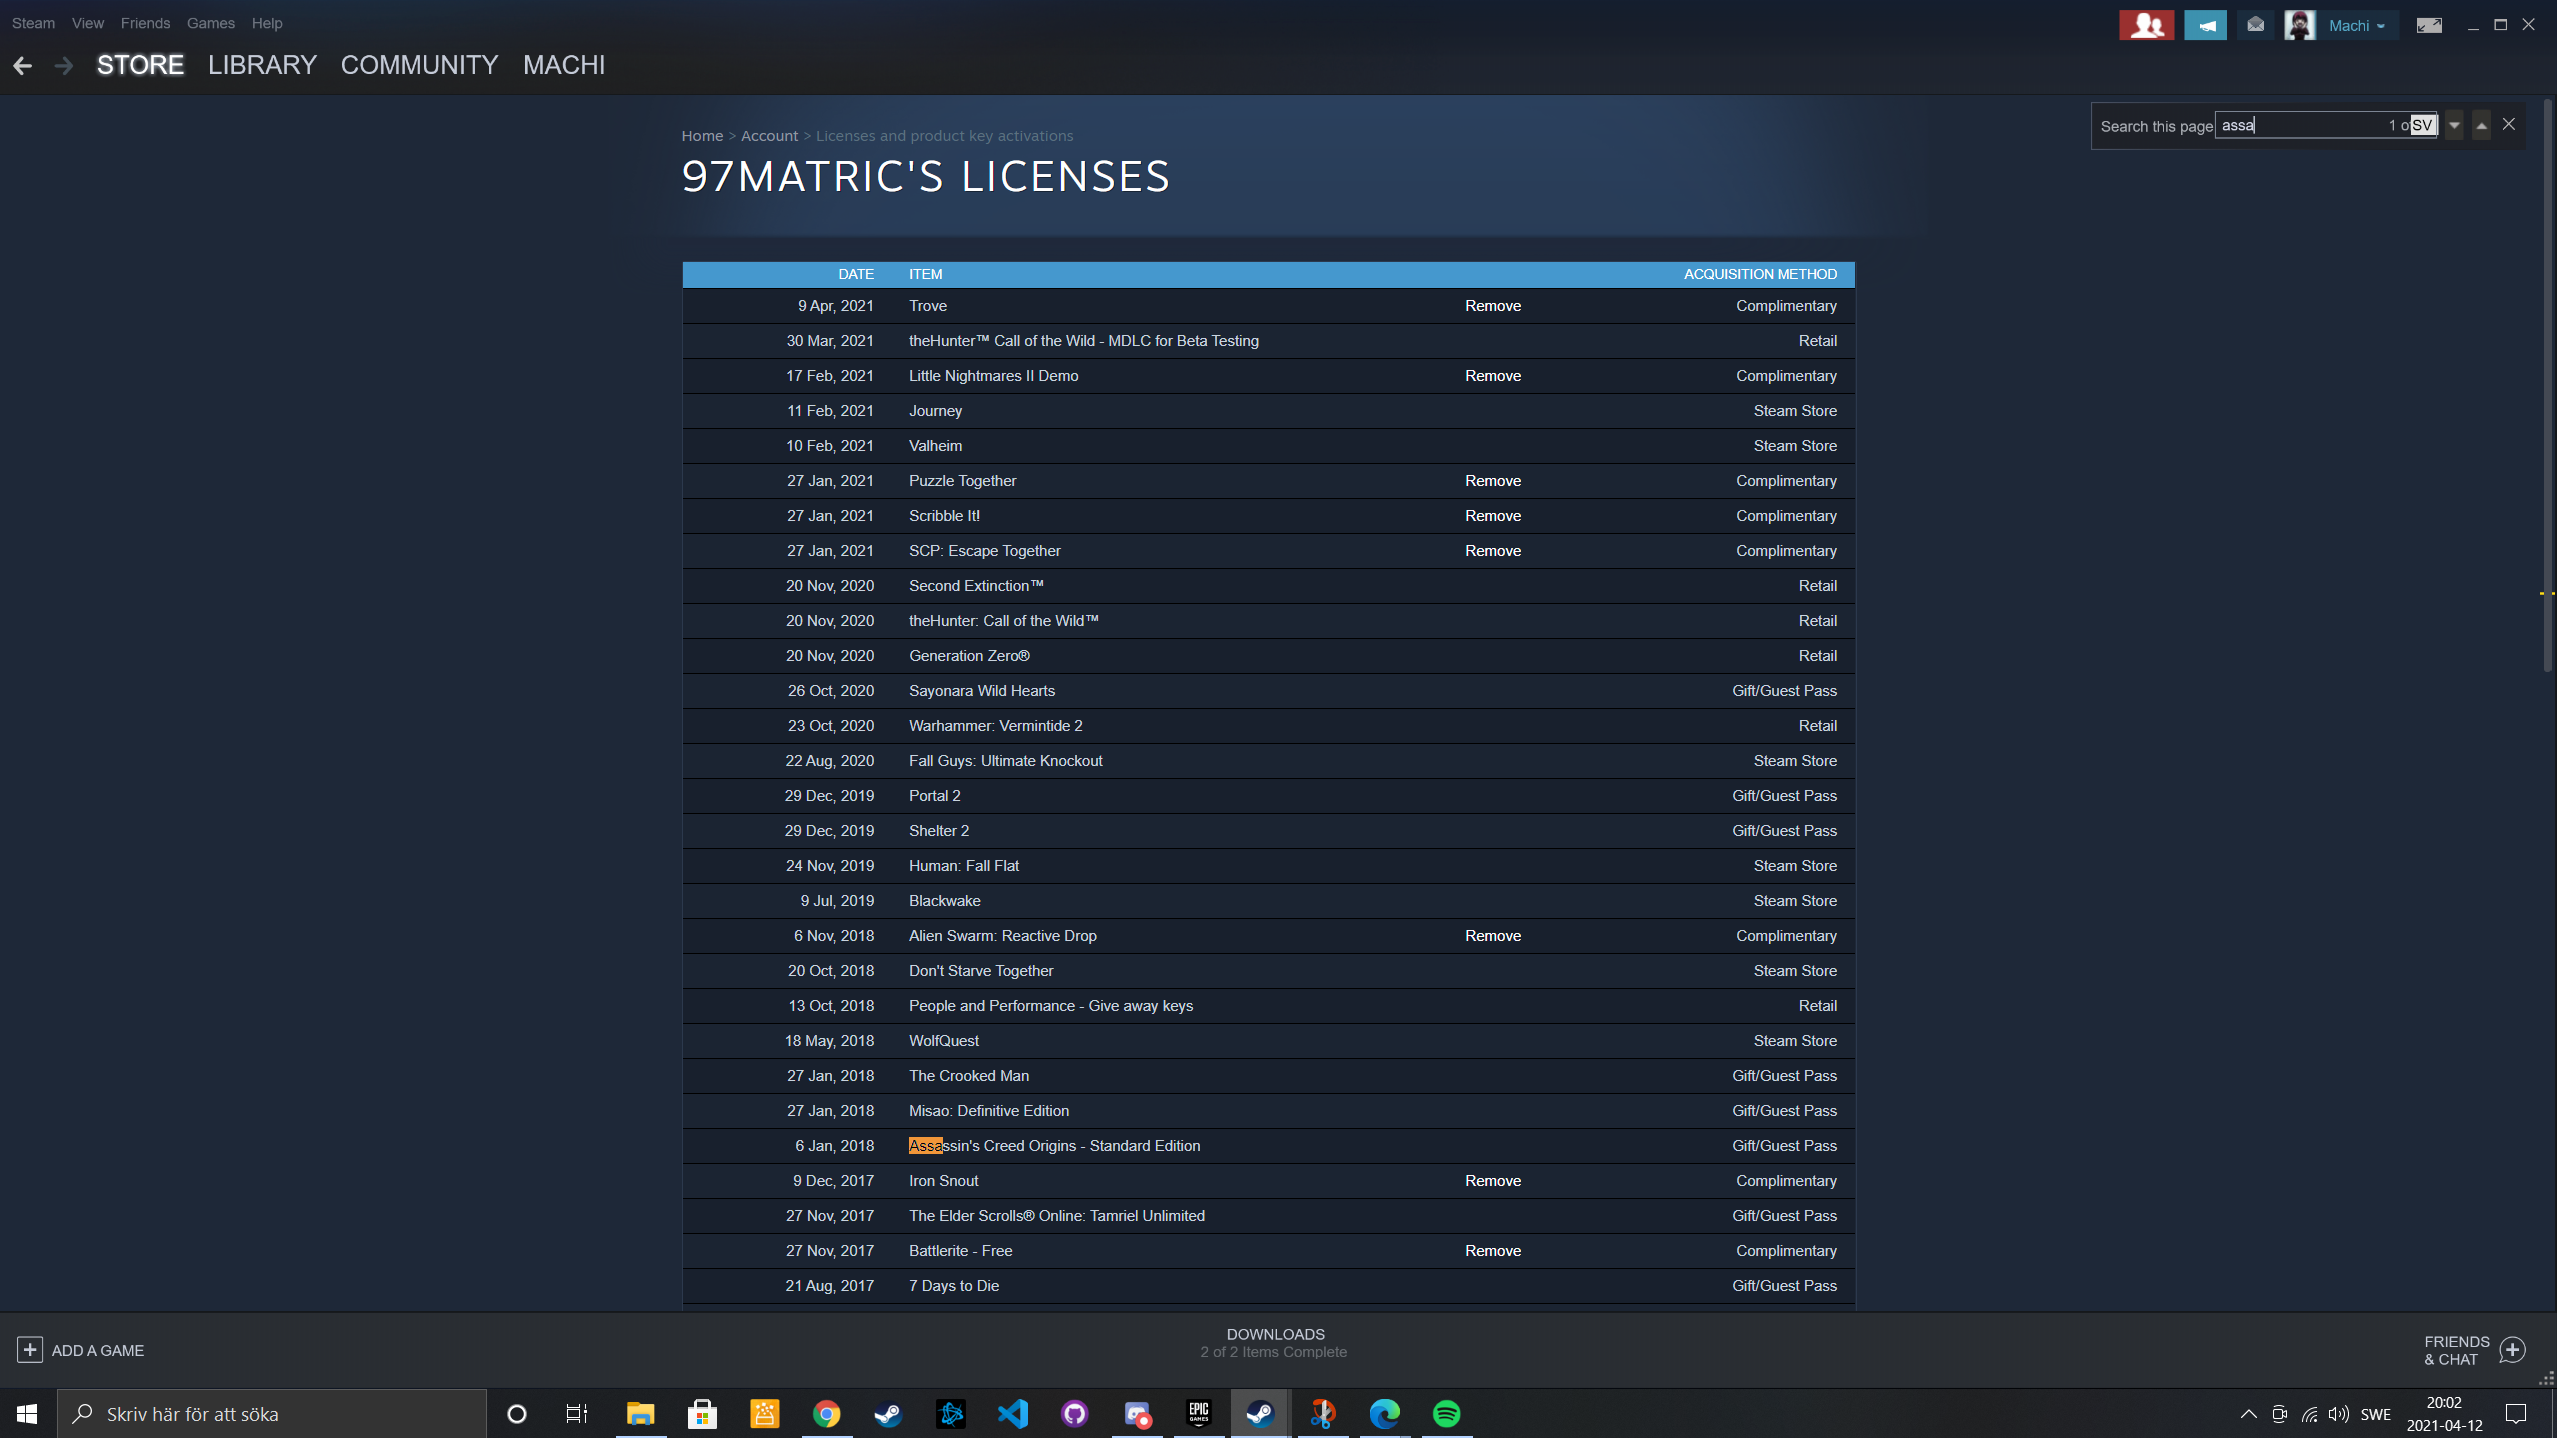 Steam View Friends Games Help
Machi
STORE LIBRARY COMMUNITY MACHI
Search this page assa 1 o SV
Home > Account > Licenses and product key activations
97MATRIC'S LICENSES
DATE ITEM ACQUISITION METHOD
9 Apr, 2021 Trove Remove Complimentary
30 Mar, 2021 theHunter™ Call of the Wild - MDLC for Beta Testing Retail
17 Feb, 2021 Little Nightmares II Demo Remove Complimentary
11 Feb, 2021 Journey Steam Store
10 Feb, 2021 Valheim Steam Store
27 Jan, 2021 Puzzle Together Remove Complimentary
27 Jan, 2021 Scribble It! Remove Complimentary
27 Jan, 2021 SCP: Escape Together Remove Complimentary
20 Nov, 2020 Second Extinction™ Retail
20 Nov, 2020 theHunter: Call of the Wild™ Retail
20 Nov, 2020 Generation Zero® Retail
26 Oct, 2020 Sayonara Wild Hearts Gift/Guest Pass
23 Oct, 2020 Warhammer: Vermintide 2 Retail
22 Aug, 2020 Fall Guys: Ultimate Knockout Steam Store
29 Dec, 2019 Portal 2 Gift/Guest Pass
29 Dec, 2019 Shelter 2 Gift/Guest Pass
24 Nov, 2019 Human: Fall Flat Steam Store
9 Jul, 2019 Blackwake Steam Store
6 Nov, 2018 Alien Swarm: Reactive Drop Remove Complimentary
20 Oct, 2018 Don't Starve Together Steam Store
13 Oct, 2018 People and Performance - Give away keys Retail
18 May, 2018 WolfQuest Steam Store
27 Jan, 2018 The Crooked Man Gift/Guest Pass
27 Jan, 2018 Misao: Definitive Edition Gift/Guest Pass
6 Jan, 2018 Assassin's Creed Origins - Standard Edition Gift/Guest Pass
9 Dec, 2017 Iron Snout Remove Complimentary
27 Nov, 2017 The Elder Scrolls® Online: Tamriel Unlimited Gift/Guest Pass
27 Nov, 2017 Battlerite - Free Remove Complimentary
21 Aug, 2017 7 Days to Die Gift/Guest Pass
ADD A GAME
DOWNLOADS
2 of 2 Items Complete
FRIENDS
& CHAT
Skriv här för att söka
EPIC
GAMES
SWE
20:02
2021-04-12